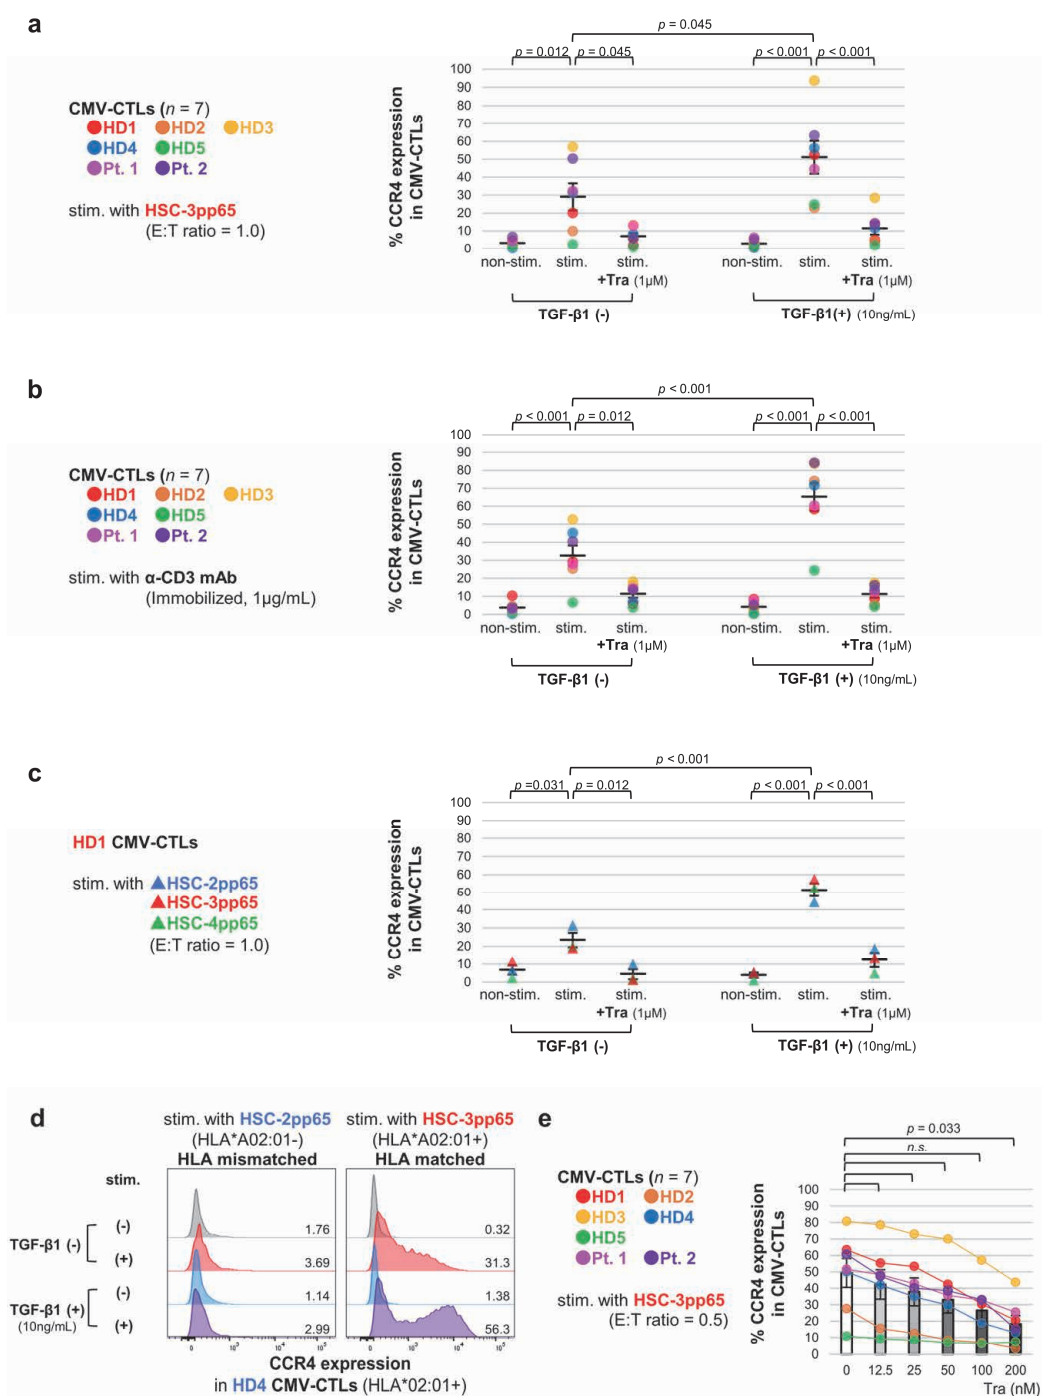 a
p = 0.045
p = 0.012 p = 0.045 p < 0.001 p < 0.001
CMV-CTLs (n = 7)
HD1 HD2 HD3
HD4 HD5
Pt. 1 Pt. 2
stim. with HSC-3pp65
(E:T ratio = 1.0)
% CCR4 expression
in CMV-CTLs
100
90
80
70
60
50
40
30
20
10
0
non-stim. stim. stim. non-stim. stim. stim.
+Tra (1µM) +Tra (1µM)
TGF-β1 (-) TGF-β1(+) (10ng/mL)
b
p < 0.001
p < 0.001 p = 0.012 p < 0.001 p < 0.001
CMV-CTLs (n = 7)
HD1 HD2 HD3
HD4 HD5
Pt. 1 Pt. 2
stim. with α-CD3 mAb
(Immobilized, 1µg/mL)
% CCR4 expression
in CMV-CTLs
100
90
80
70
60
50
40
30
20
10
0
non-stim. stim. stim. non-stim. stim. stim.
+Tra (1µM) +Tra (1µM)
TGF-β1 (-) TGF-β1 (+) (10ng/mL)
c
p < 0.001
p =0.031 p = 0.012 p < 0.001 p < 0.001
HD1 CMV-CTLs
stim. with HSC-2pp65
HSC-3pp65
HSC-4pp65
(E:T ratio = 1.0)
% CCR4 expression
in CMV-CTLs
100
90
80
70
60
50
40
30
20
10
0
non-stim. stim. stim. non-stim. stim. stim.
+Tra (1µM) +Tra (1µM)
TGF-β1 (-) TGF-β1 (+) (10ng/mL)
d
stim. with HSC-2pp65 stim. with HSC-3pp65
(HLA*A02:01-) (HLA*A02:01+)
HLA mismatched HLA matched
stim.
TGF-β1 (-)
(-) 1.76 0.32
(+) 3.69 31.3
TGF-β1 (+)
(10ng/mL)
(-) 1.14 1.38
(+) 2.99 56.3
0 10³ 10⁴ 10⁵ 0 10³ 10⁴ 10⁵
CCR4 expression
in HD4 CMV-CTLs (HLA*02:01+)
e
p = 0.033
n.s.
CMV-CTLs (n = 7)
HD1 HD2
HD3 HD4
HD5
Pt. 1 Pt. 2
stim. with HSC-3pp65
(E:T ratio = 0.5)
% CCR4 expression
in CMV-CTLs
100
90
80
70
60
50
40
30
20
10
0
0 12.5 25 50 100 200
Tra (nM)